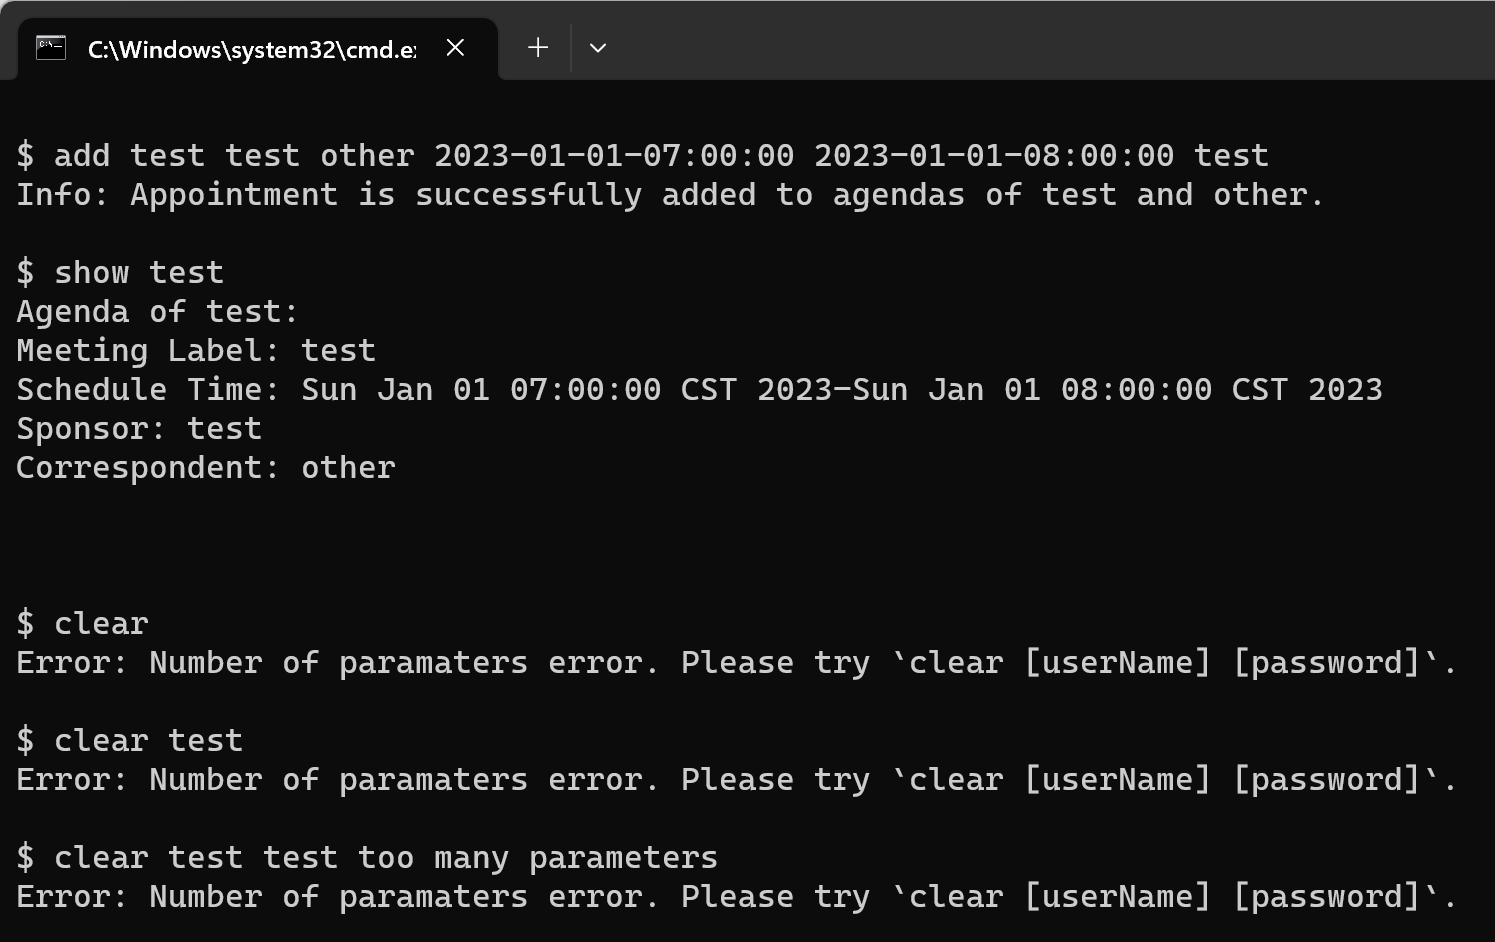 C:\Windows\system32\cmd.e
$ add test test other 2023-01-01-07:00:00 2023-01-01-08:00:00 test
Info: Appointment is successfully added to agendas of test and other.
$ show test
Agenda of test:
Meeting Label: test
Schedule Time: Sun Jan 01 07:00:00 CST 2023-Sun Jan 01 08:00:00 CST 2023
Sponsor: test
Correspondent: other
$ clear
Error: Number of paramaters error. Please try `clear [userName] [password]`.
$ clear test
Error: Number of paramaters error. Please try `clear [userName] [password]`.
$ clear test test too many parameters
Error: Number of paramaters error. Please try `clear [userName] [password]`.